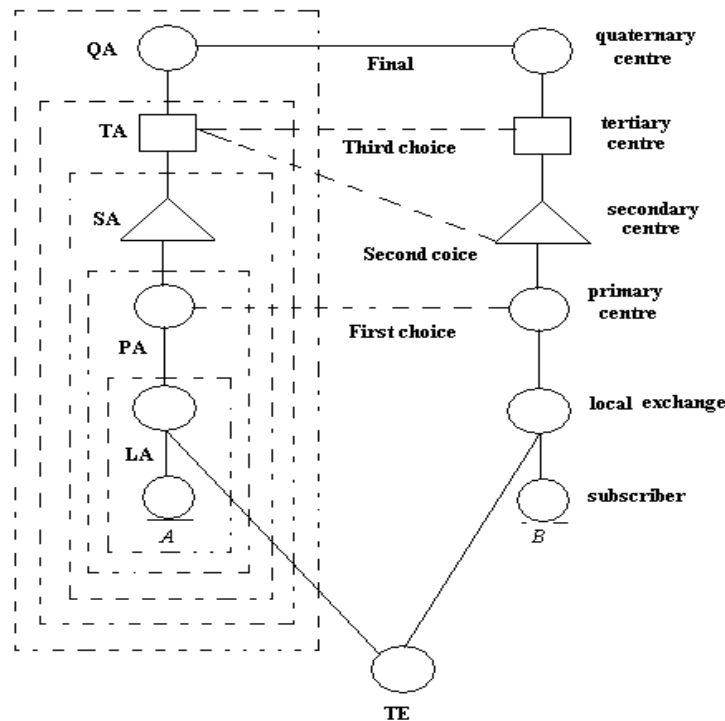 QA
Final
quaternary
centre
TA
Third choice
tertiary
centre
SA
Second coice
secondary
centre
PA
First choice
primary
centre
LA
local exchange
A
B
subscriber
TE